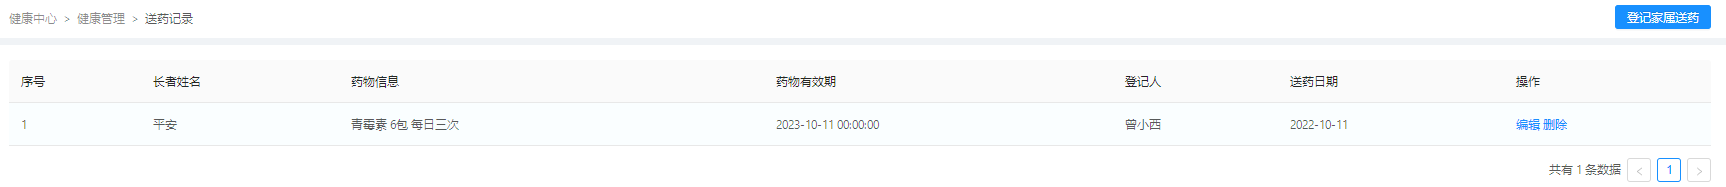 健康中心 > 健康管理 > 送药记录 登记家属送药
序号 长者姓名 药物信息 药物有效期 登记人 送药日期 操作
1 平安 青霉素 6包 每日三次 2023-10-11 00:00:00 曾小西 2022-10-11 编辑 删除
共有 1 条数据 < 1 >